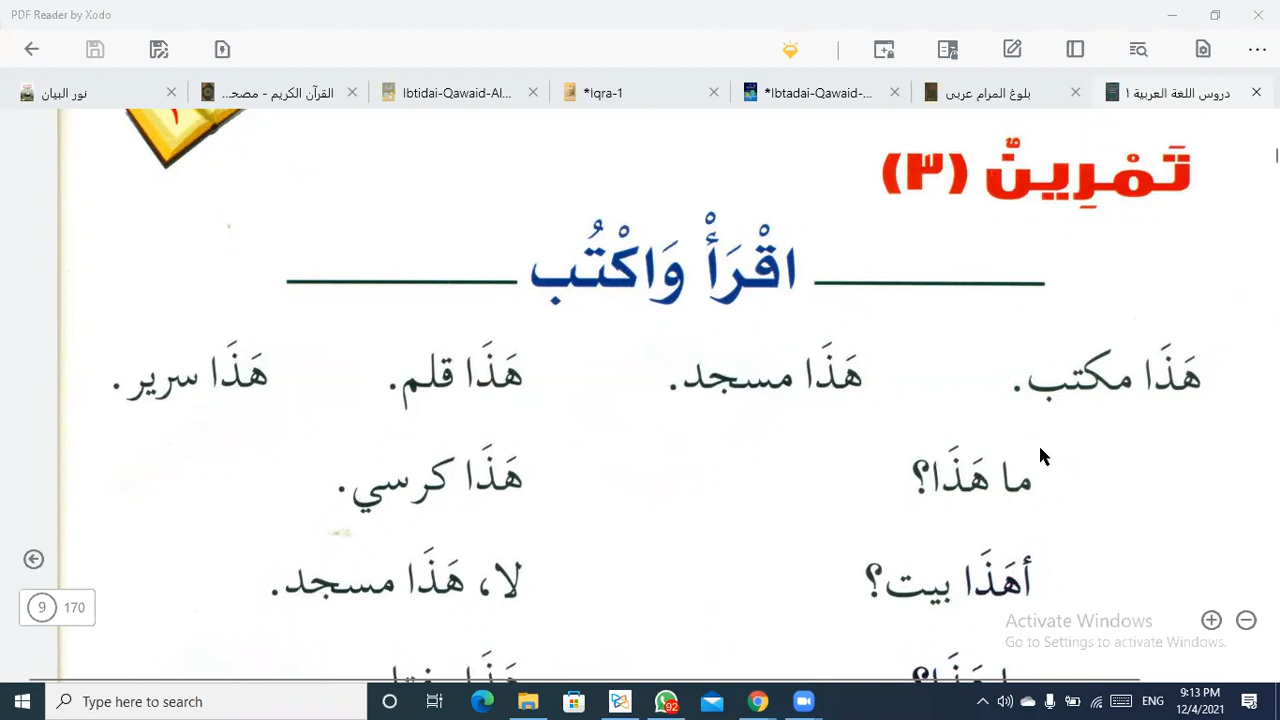 PDF Reader by Xodo
نور البيا
القرآن الكريم - مصحـ...
Ibtidai-Qawaid-Al...
*Iqra-1
*Ibtadai-Qawaid-...
بلوغ المرام عربى
دروس اللغة العربية ١
١
تَمْرِينٌ (٣)
اقْرَأْ وَاكْتُب
هَذَا مكتب. هَذَا مسجد. هَذَا قلم. هَذَا سرير.
ما هَذَا؟ هَذَا كرسي.
أهَذَا بيت؟ لا، هَذَا مسجد.
9 170
Activate Windows
Go to Settings to activate Windows.
Type here to search
92
ENG
9:13 PM
12/4/2021